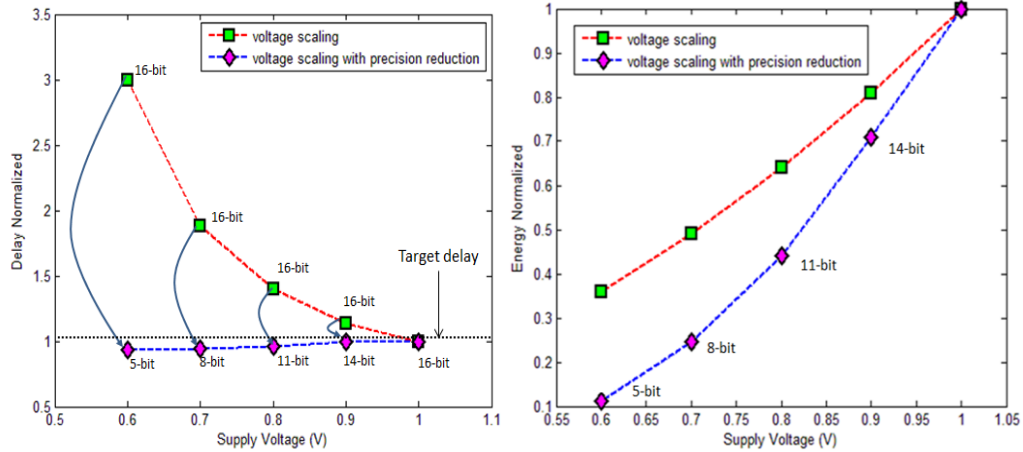 3.5
3
2.5
2
1.5
1
0.5
0.5
0.6
0.7
0.8
0.9
1
1.1
Delay Normalized
Supply Voltage (V)
voltage scaling
voltage scaling with precision reduction
16-bit
16-bit
16-bit
16-bit
Target delay
5-bit
8-bit
11-bit
14-bit
16-bit
1
0.9
0.8
0.7
0.6
0.5
0.4
0.3
0.2
0.1
0.55
0.6
0.65
0.7
0.75
0.8
0.85
0.9
0.95
1
1.05
Energy Normalized
Supply Voltage (V)
voltage scaling
voltage scaling with precision reduction
14-bit
11-bit
8-bit
5-bit